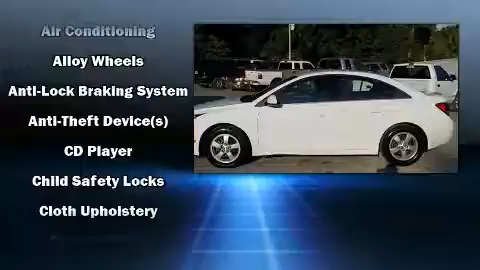 Air Conditioning
Alloy Wheels
Anti-Lock Braking System
Anti-Theft Device(s)
CD Player
Child Safety Locks
Cloth Upholstery